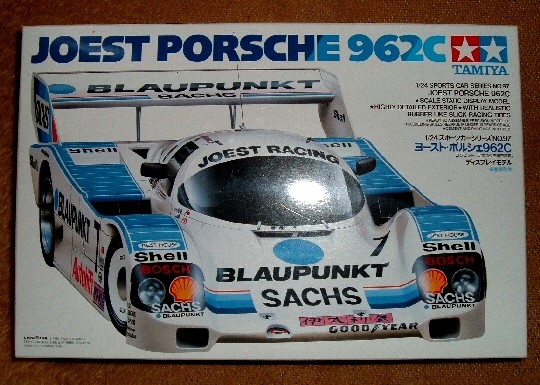 JOEST PORSCHE 962C
TAMIYA
1/24 SPORTS CAR SERIES NO.97
JOEST PORSCHE 962C
★SCALE STATIC DISPLAY MODEL
★HIGHLY DETAILED EXTERIOR ★WITH REALISTIC
RUBBER LIKE SLICK RACING TIRES
1/24スポーツカーシリーズNO.97
ヨースト・ポルシェ962C
ディスプレイモデル
BLAUPUNKT
Shell
Shell
JOEST RACING
BLAUPUNKT
7
Shell
BOSCH
SACHS
BLAUPUNKT
BLAUPUNKT
SACHS
GOODYEAR
Shell
BOSCH
SACHS
BLAUPUNKT